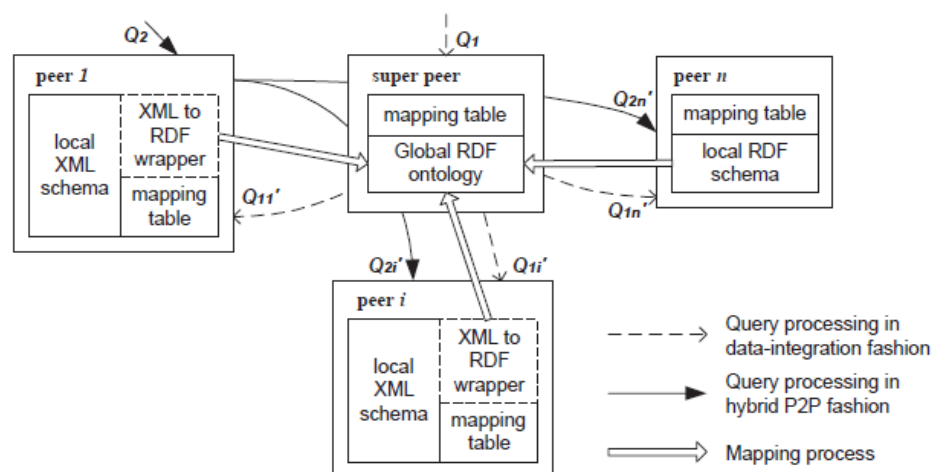 Q2
Q1
peer 1
super peer
peer n
local
XML
schema
XML to
RDF
wrapper
mapping
table
mapping table
Global RDF
ontology
mapping table
local RDF
schema
Q2n'
Q11'
Q1n'
Q2i'
Q1i'
peer i
local
XML
schema
XML to
RDF
wrapper
mapping
table
Query processing in
data-integration fashion
Query processing in
hybrid P2P fashion
Mapping process